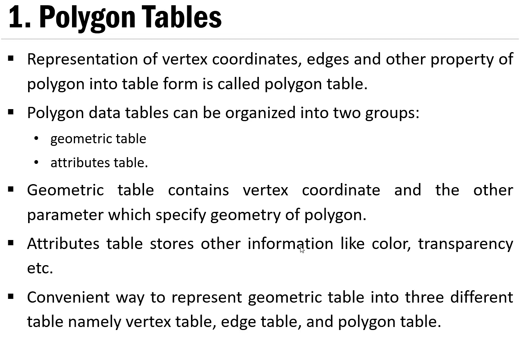 1. Polygon Tables
▪ Representation of vertex coordinates, edges and other property of
polygon into table form is called polygon table.
▪ Polygon data tables can be organized into two groups:
• geometric table
• attributes table.
▪ Geometric table contains vertex coordinate and the other
parameter which specify geometry of polygon.
▪ Attributes table stores other information like color, transparency
etc.
▪ Convenient way to represent geometric table into three different
table namely vertex table, edge table, and polygon table.